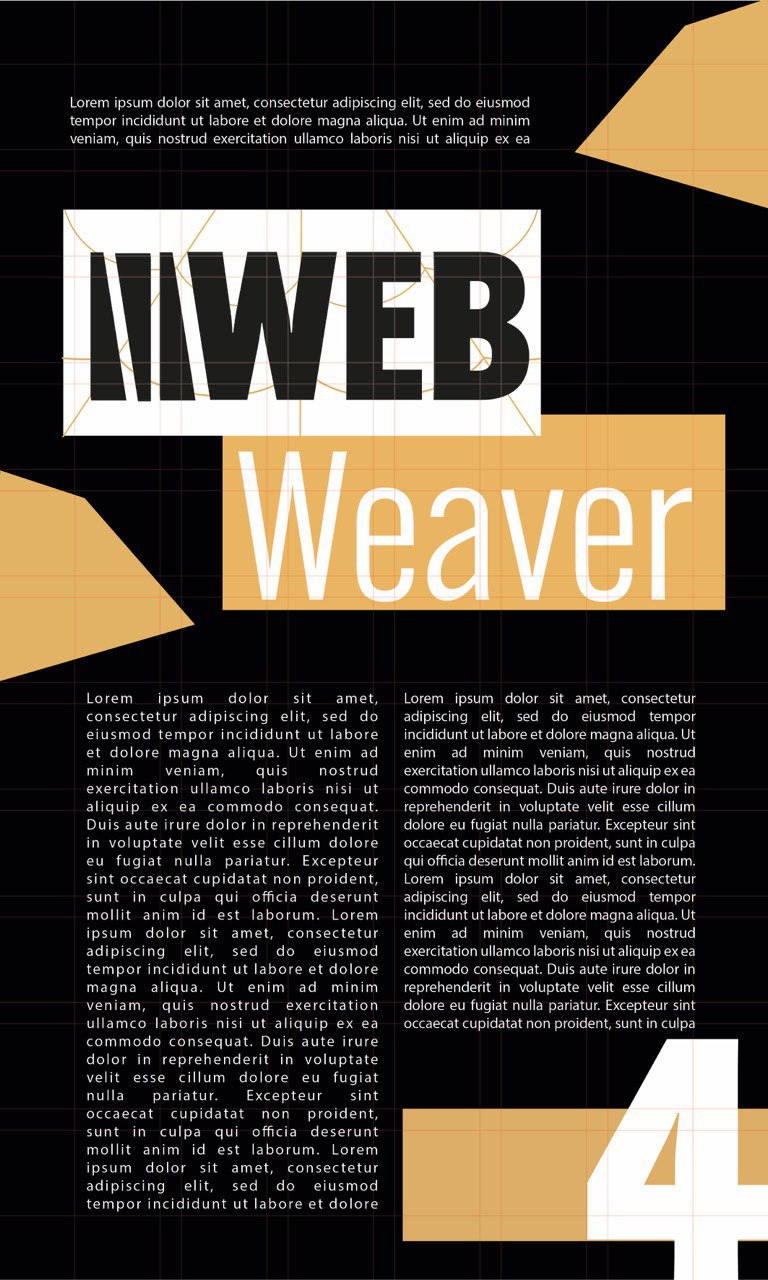 Lorem ipsum dolor sit amet, consectetur adipiscing elit, sed do eiusmod
tempor incididunt ut labore et dolore magna aliqua. Ut enim ad minim
veniam, quis nostrud exercitation ullamco laboris nisi ut aliquip ex ea
WEB
Weaver
Lorem ipsum dolor sit amet,
consectetur adipiscing elit, sed do
eiusmod tempor incididunt ut labore
et dolore magna aliqua. Ut enim ad
minim veniam, quis nostrud
exercitation ullamco laboris nisi ut
aliquip ex ea commodo consequat.
Duis aute irure dolor in reprehenderit
in voluptate velit esse cillum dolore
eu fugiat nulla pariatur. Excepteur
sint occaecat cupidatat non proident,
sunt in culpa qui officia deserunt
mollit anim id est laborum. Lorem
ipsum dolor sit amet, consectetur
adipiscing elit, sed do eiusmod
tempor incididunt ut labore et dolore
magna aliqua. Ut enim ad minim
veniam, quis nostrud exercitation
ullamco laboris nisi ut aliquip ex ea
commodo consequat. Duis aute irure
dolor in reprehenderit in voluptate
velit esse cillum dolore eu fugiat
nulla pariatur. Excepteur sint
occaecat cupidatat non proident,
sunt in culpa qui officia deserunt
mollit anim id est laborum. Lorem
ipsum dolor sit amet, consectetur
adipiscing elit, sed do eiusmod
tempor incididunt ut labore et dolore
Lorem ipsum dolor sit amet, consectetur
adipiscing elit, sed do eiusmod tempor
incididunt ut labore et dolore magna aliqua. Ut
enim ad minim veniam, quis nostrud
exercitation ullamco laboris nisi ut aliquip ex ea
commodo consequat. Duis aute irure dolor in
reprehenderit in voluptate velit esse cillum
dolore eu fugiat nulla pariatur. Excepteur sint
occaecat cupidatat non proident, sunt in culpa
qui officia deserunt mollit anim id est laborum.
Lorem ipsum dolor sit amet, consectetur
adipiscing elit, sed do eiusmod tempor
incididunt ut labore et dolore magna aliqua. Ut
enim ad minim veniam, quis nostrud
exercitation ullamco laboris nisi ut aliquip ex ea
commodo consequat. Duis aute irure dolor in
reprehenderit in voluptate velit esse cillum
dolore eu fugiat nulla pariatur. Excepteur sint
occaecat cupidatat non proident, sunt in culpa
4